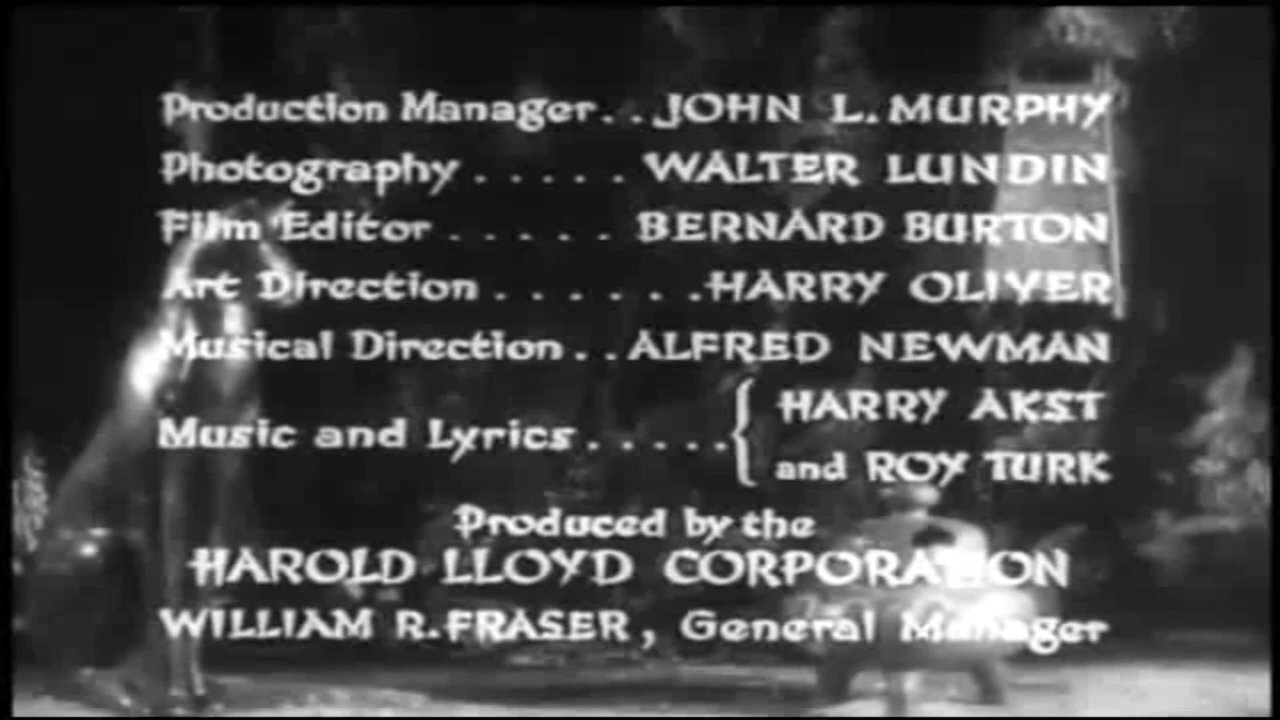 Production Manager..JOHN L. MURPHY
Photography.....WALTER LUNDIN
Film Editor.....BERNARD BURTON
Art Direction.......HARRY OLIVER
Musical Direction..ALFRED NEWMAN
Music and Lyrics.....{ HARRY AKST
and ROY TURK
Produced by the
HAROLD LLOYD CORPORATION
WILLIAM R. FRASER, General Manager